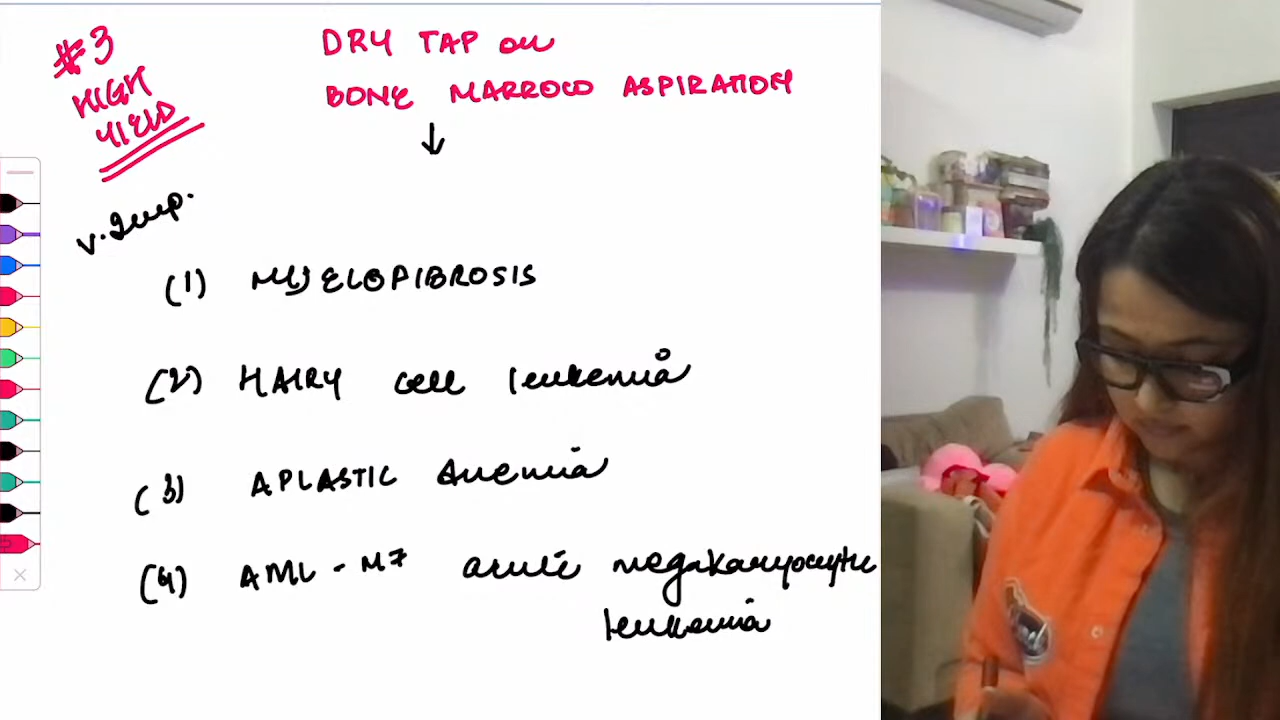 #3
HIGH
YIELD
DRY TAP on
BONE MARROW ASPIRATION
v. Imp.
(1) MYELOFIBROSIS
(2) HAIRY cell leukemia
(3) APLASTIC Anemia
(4) AML - M7 acute megakaryocytic
leukemia